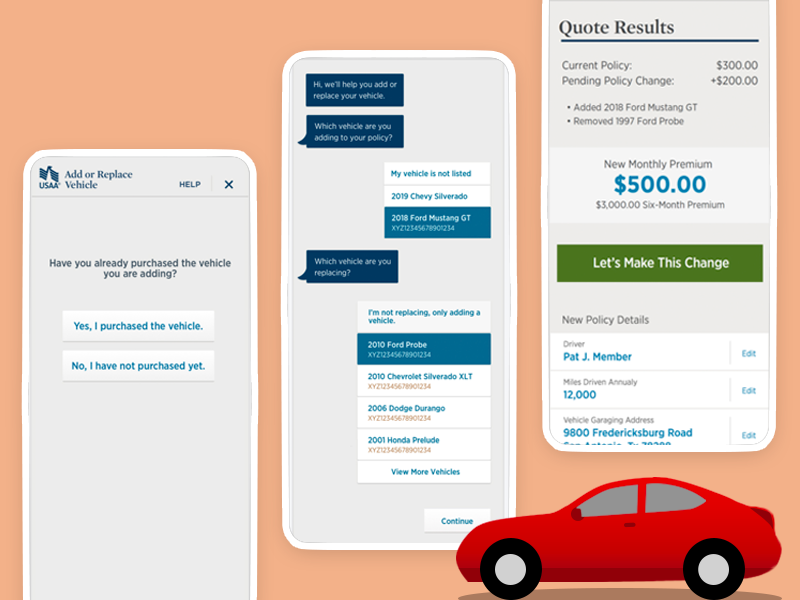 USAA®
Add or Replace
Vehicle
HELP
X
Have you already purchased the vehicle
you are adding?
Yes, I purchased the vehicle.
No, I have not purchased yet.
Hi, we'll help you add or
replace your vehicle.
Which vehicle are you
adding to your policy?
My vehicle is not listed
2019 Chevy Silverado
2018 Ford Mustang GT
XYZ12345678901234
Which vehicle are you
replacing?
I'm not replacing, only adding a
vehicle.
2010 Ford Probe
XYZ12345678901234
2010 Chevrolet Silverado XLT
XYZ12345678901234
2006 Dodge Durango
XYZ12345678901234
2001 Honda Prelude
XYZ12345678901234
View More Vehicles
Continue
Quote Results
Current Policy: $300.00
Pending Policy Change: +$200.00
• Added 2018 Ford Mustang GT
• Removed 1997 Ford Probe
New Monthly Premium
$500.00
$3,000.00 Six-Month Premium
Let's Make This Change
New Policy Details
Driver
Pat J. Member
Edit
Miles Driven Annualy
12,000
Edit
Vehicle Garaging Address
9800 Fredericksburg Road
Edit
San Antonio, Tx 78288